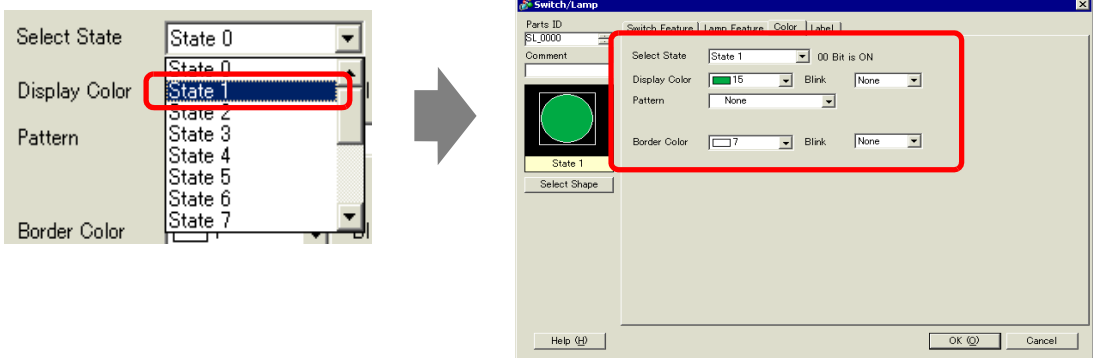 Select State State 0
State 0
Display Color State 1
State 2
Pattern State 3
State 4
State 5
State 6
State 7
Border Color
Switch/Lamp
Parts ID
SL_0000
Comment
State 1
Select Shape
Switch Feature Lamp Feature Color Label
Select State State 1 00 Bit is ON
Display Color 15 Blink None
Pattern None
Border Color 7 Blink None
Help (H) OK (O) Cancel